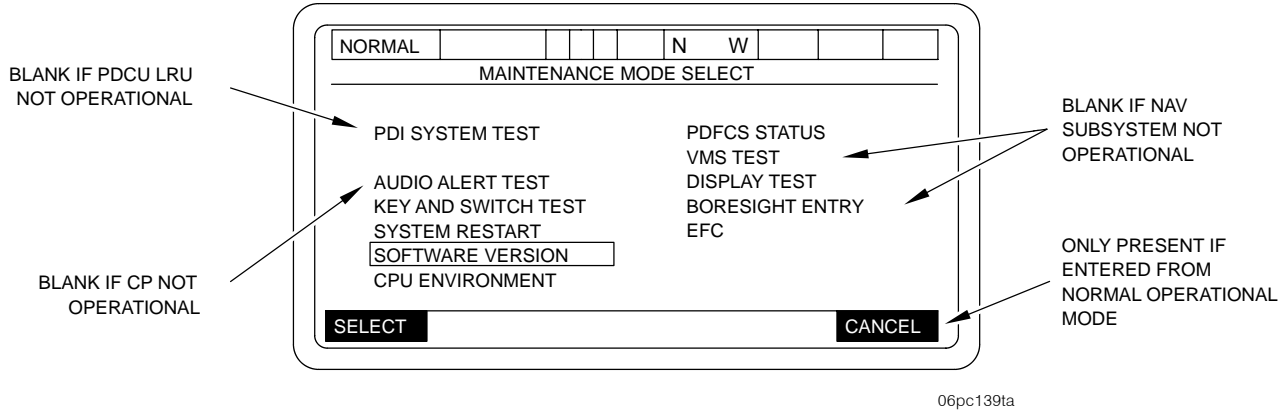 NORMAL N W
MAINTENANCE MODE SELECT
BLANK IF PDCU LRU
NOT OPERATIONAL
PDI SYSTEM TEST
AUDIO ALERT TEST
KEY AND SWITCH TEST
SYSTEM RESTART
SOFTWARE VERSION
CPU ENVIRONMENT
PDFCS STATUS
VMS TEST
DISPLAY TEST
BORESIGHT ENTRY
EFC
BLANK IF NAV
SUBSYSTEM NOT
OPERATIONAL
BLANK IF CP NOT
OPERATIONAL
ONLY PRESENT IF
ENTERED FROM
NORMAL OPERATIONAL
MODE
SELECT CANCEL
06pc139ta